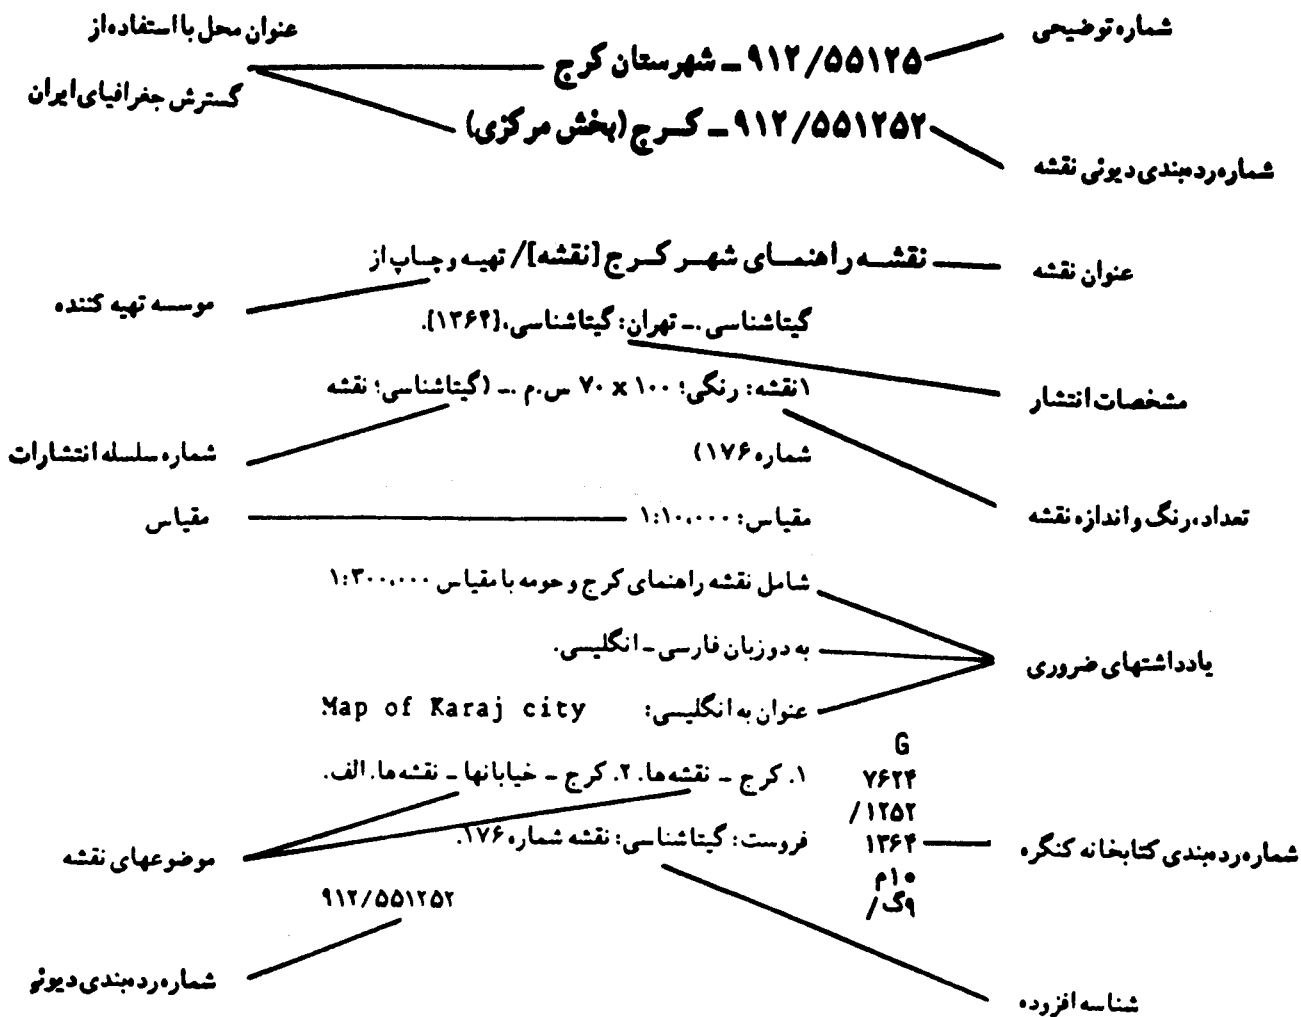 عنوان محل با استفاده از
گسترش جغرافیای ایران
شماره توضیحی
۹۱۲/۵۵۱۲۵ ـ شهرستان کرج
۹۱۲/۵۵۱۲۵۲ ـ کرج (بخش مرکزی)
شماره رده‌بندی دیوئی نقشه
نقشه راهنمای شهر کرج [نقشه]/ تهیه و چاپ از
عنوان نقشه
موسسه تهیه کننده
گیتاشناسی .ـ تهران: گیتاشناسی، [۱۳۶۴].
مشخصات انتشار
۱نقشه: رنگی؛ ۱۰۰ x ۷۰ س.م .ـ (گیتاشناسی؛ نقشه
شماره ۱۷۶)
شماره سلسله انتشارات
تعداد، رنگ و اندازه نقشه
مقیاس: ۱:۱۰،۰۰۰
مقیاس
شامل نقشه راهنمای کرج و حومه با مقیاس ۱:۳۰۰،۰۰۰
به دو زبان فارسی ـ انگلیسی.
عنوان به انگلیسی: Map of Karaj city
یادداشتهای ضروری
۱. کرج ـ نقشه‌ها. ۲. کرج ـ خیابانها ـ نقشه‌ها. الف.
فروست: گیتاشناسی: نقشه شماره ۱۷۶.
موضوعهای نقشه
G
۷۶۲۴
/۱۲۵۲
۱۳۶۴
م۱۰
/گ۹
شماره رده‌بندی کتابخانه کنگره
۹۱۲/۵۵۱۲۵۲
شماره رده‌بندی دیوئی
شناسه افزوده